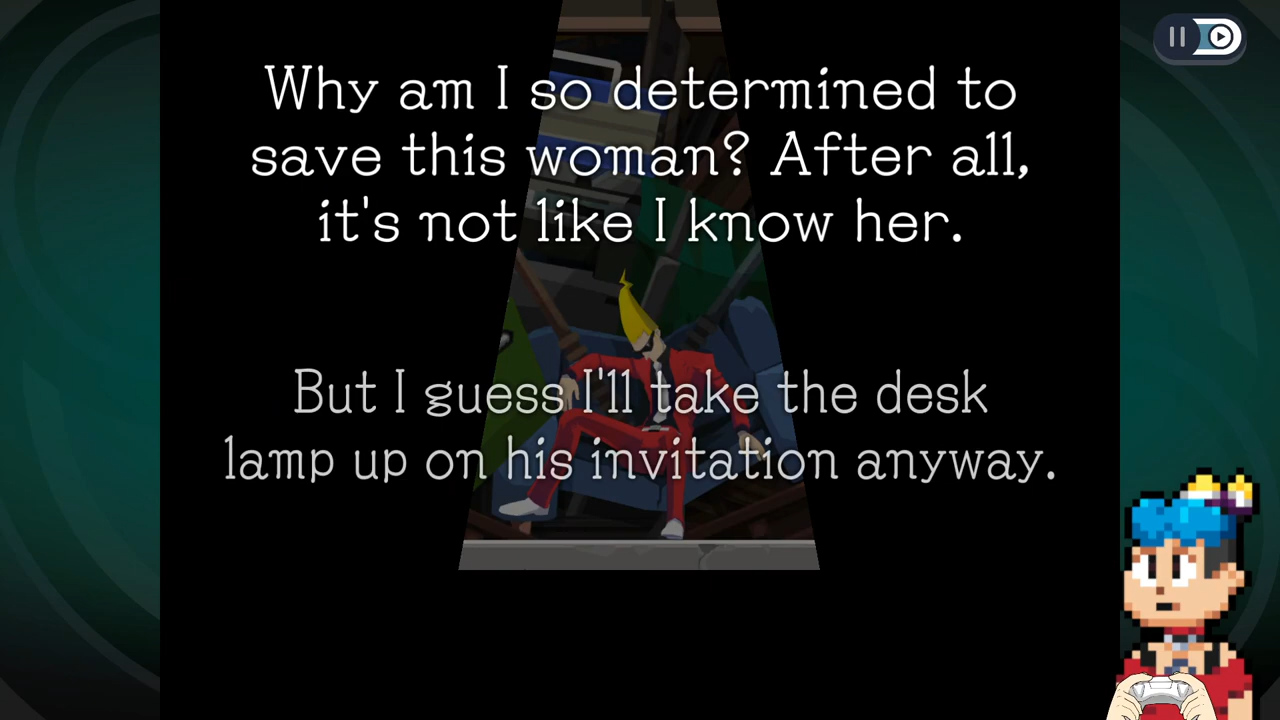 Why am I so determined to
save this woman? After all,
it's not like I know her.
But I guess I'll take the desk
lamp up on his invitation anyway.